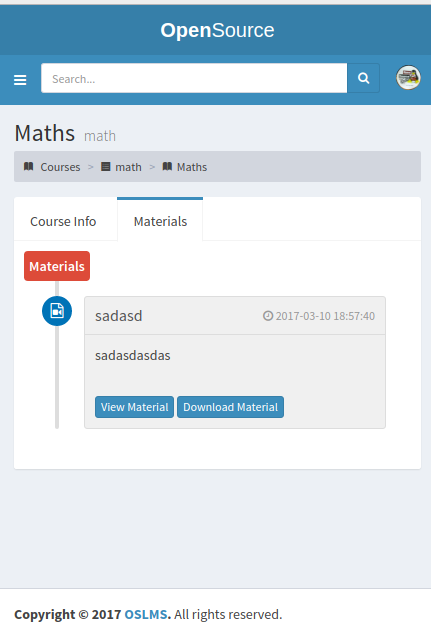 OpenSource
Search...
Maths math
Courses > math > Maths
Course Info Materials
Materials
sadasd 2017-03-10 18:57:40
sadasdasdas
View Material Download Material
Copyright © 2017 OSLMS. All rights reserved.